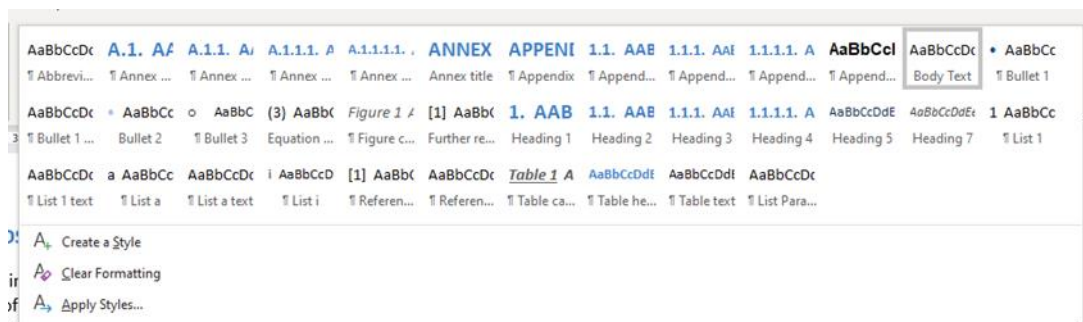 AaBbCcDc A.1. AA A.1.1. A A.1.1.1. A A.1.1.1.1. ANNEX APPEND 1.1. AAB 1.1.1. AAE 1.1.1.1. A AaBbCcl AaBbCcDc • AaBbCc
¶ Abbrevi... ¶ Annex ... ¶ Annex ... ¶ Annex ... ¶ Annex ... Annex title ¶ Appendix ¶ Append... ¶ Append... ¶ Append... ¶ Append... Body Text ¶ Bullet 1
AaBbCcDc • AaBbCc o AaBbC (3) AaBb( Figure 1 A [1] AaBb( 1. AAB 1.1. AAB 1.1.1. AAE 1.1.1.1. A AaBbCcDdE AaBbCcDdEe 1 AaBbCc
¶ Bullet 1 ... Bullet 2 ¶ Bullet 3 Equation ... ¶ Figure c... Further re... Heading 1 Heading 2 Heading 3 Heading 4 Heading 5 Heading 7 ¶ List 1
AaBbCcDc a AaBbCc AaBbCcDc i AaBbCcD [1] AaBb( AaBbCcDc Table 1 A AaBbCcDdE AaBbCcDdE AaBbCcDc
¶ List 1 text ¶ List a ¶ List a text ¶ List i ¶ Referen... ¶ Referen... ¶ Table ca... ¶ Table he... ¶ Table text ¶ List Para...
Create a Style
Clear Formatting
Apply Styles...